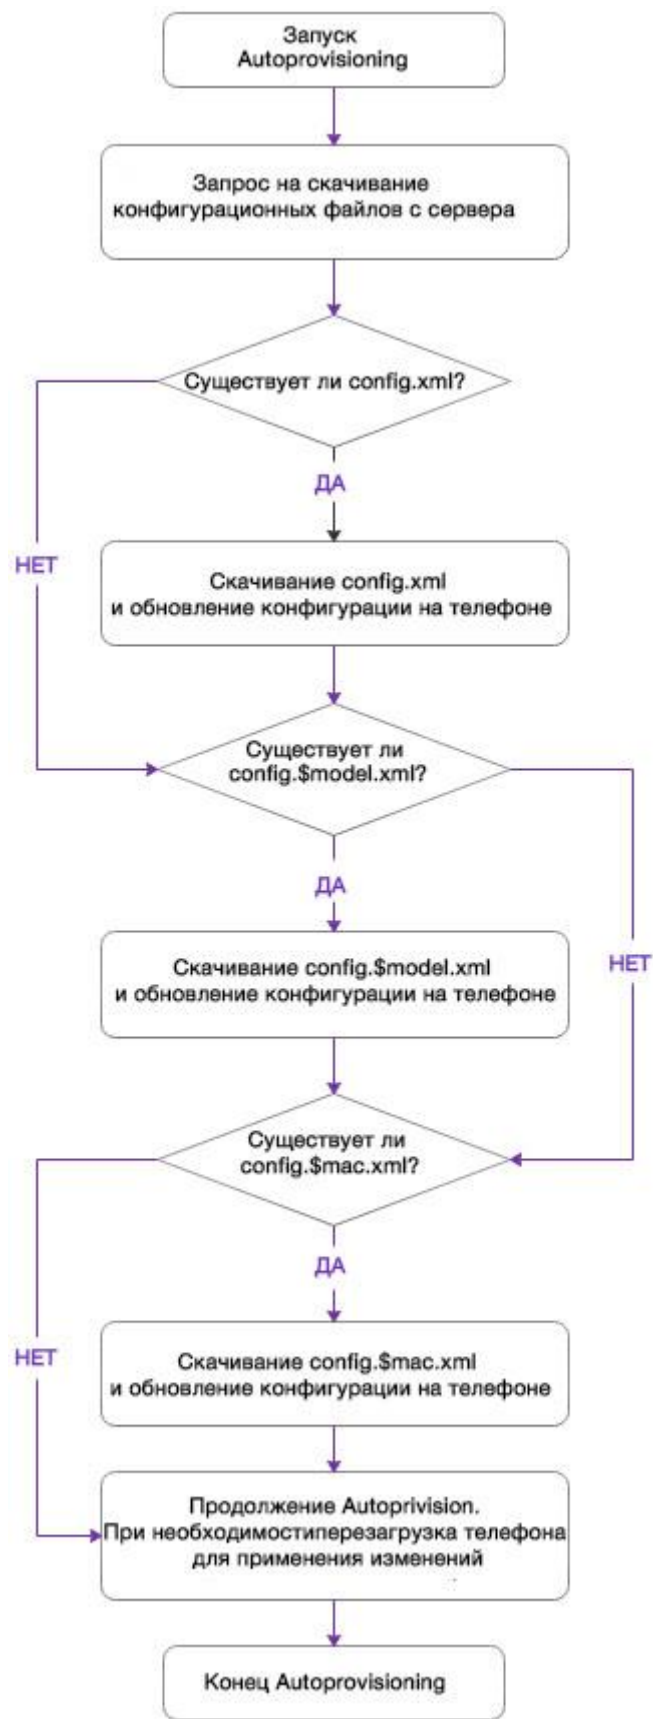 Запуск
Autoprovisioning
Запрос на скачивание
конфигурационных файлов с сервера
Существует ли config.xml?
ДА
НЕТ
Скачивание config.xml
и обновление конфигурации на телефоне
Существует ли
config.$model.xml?
ДА
НЕТ
Скачивание config.$model.xml
и обновление конфигурации на телефоне
Существует ли
config.$mac.xml?
ДА
НЕТ
Скачивание config.$mac.xml
и обновление конфигурации на телефоне
Продолжение Autoprivision.
При необходимостиперезагрузка телефона
для применения изменений
Конец Autoprovisioning